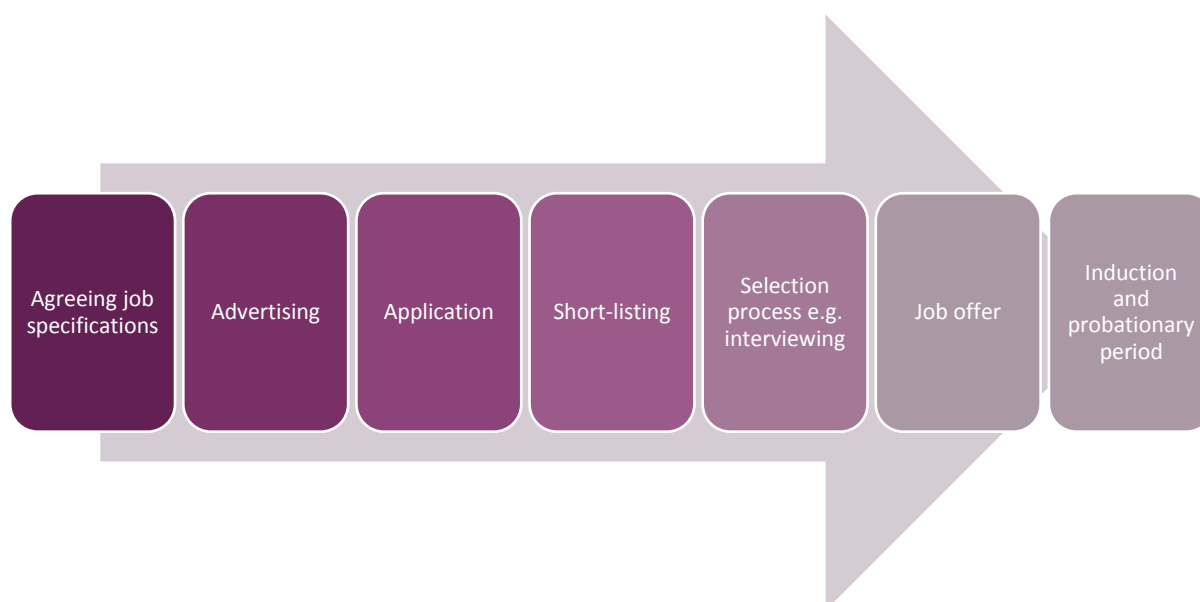 Agreeing job
specifications
Advertising
Application
Short-listing
Selection
process e.g.
interviewing
Job offer
Induction
and
probationary
period